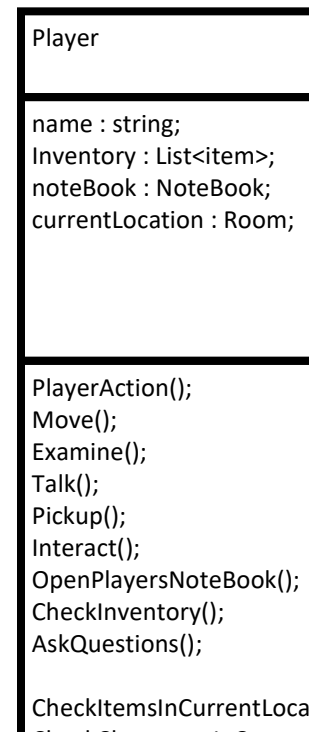 Player
name : string;
Inventory : List<item>;
noteBook : NoteBook;
currentLocation : Room;
PlayerAction();
Move();
Examine();
Talk();
Pickup();
Interact();
OpenPlayersNoteBook();
CheckInventory();
AskQuestions();
CheckItemsInCurrentLoca